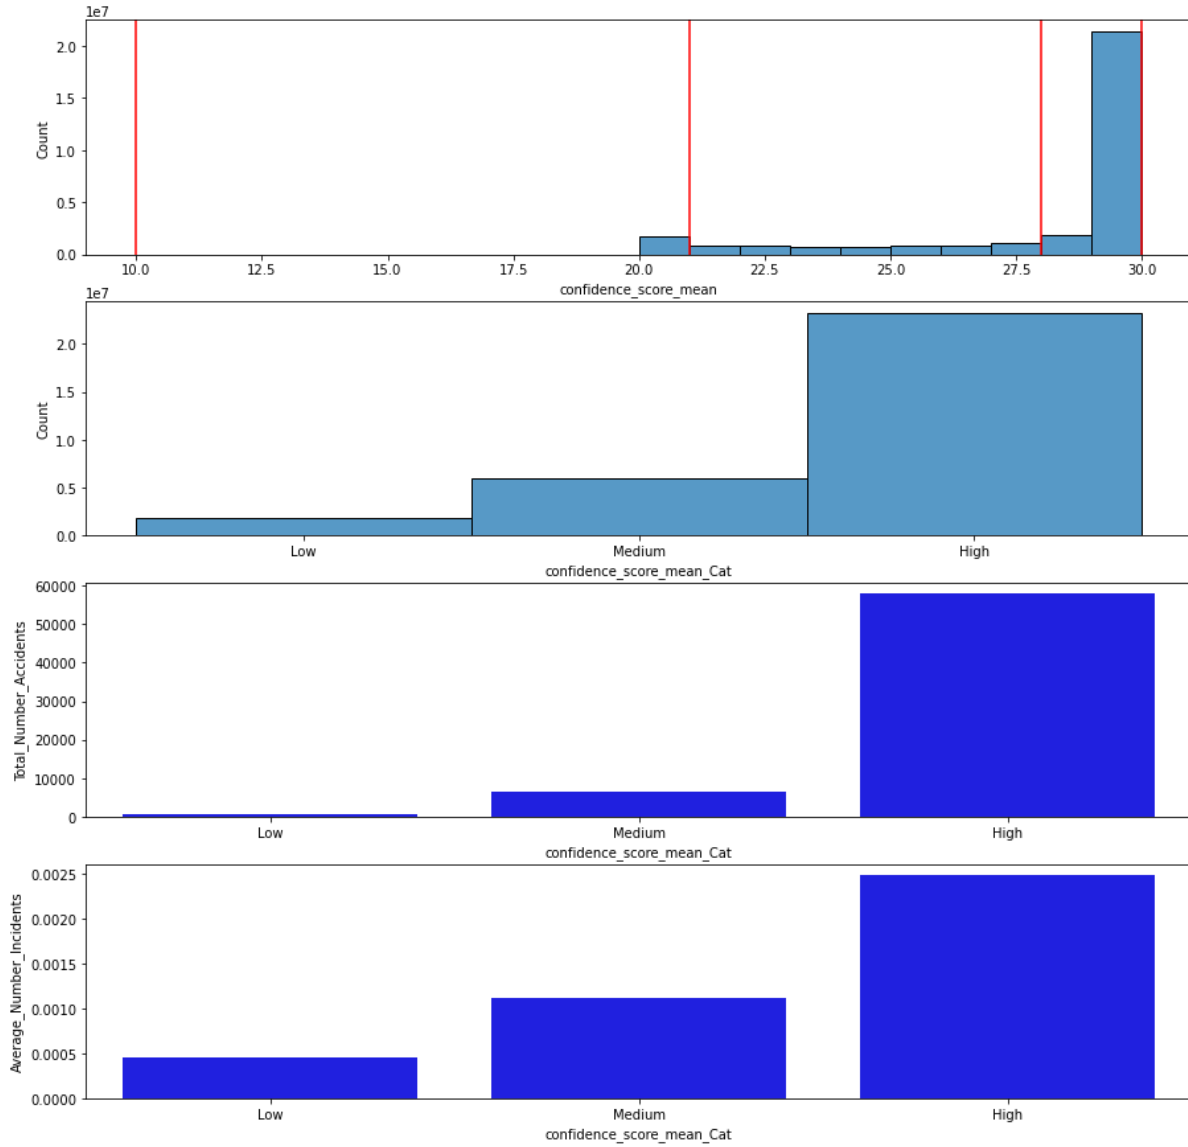 1e7
2.0
1.5
1.0
0.5
0.0
Count
10.0 12.5 15.0 17.5 20.0 22.5 25.0 27.5 30.0
confidence_score_mean
1e7
2.0
1.5
1.0
0.5
0.0
Count
Low Medium High
confidence_score_mean_Cat
60000
50000
40000
30000
20000
10000
0
Total_Number_Accidents
Low Medium High
confidence_score_mean_Cat
0.0025
0.0020
0.0015
0.0010
0.0005
0.0000
Average_Number_Incidents
Low Medium High
confidence_score_mean_Cat